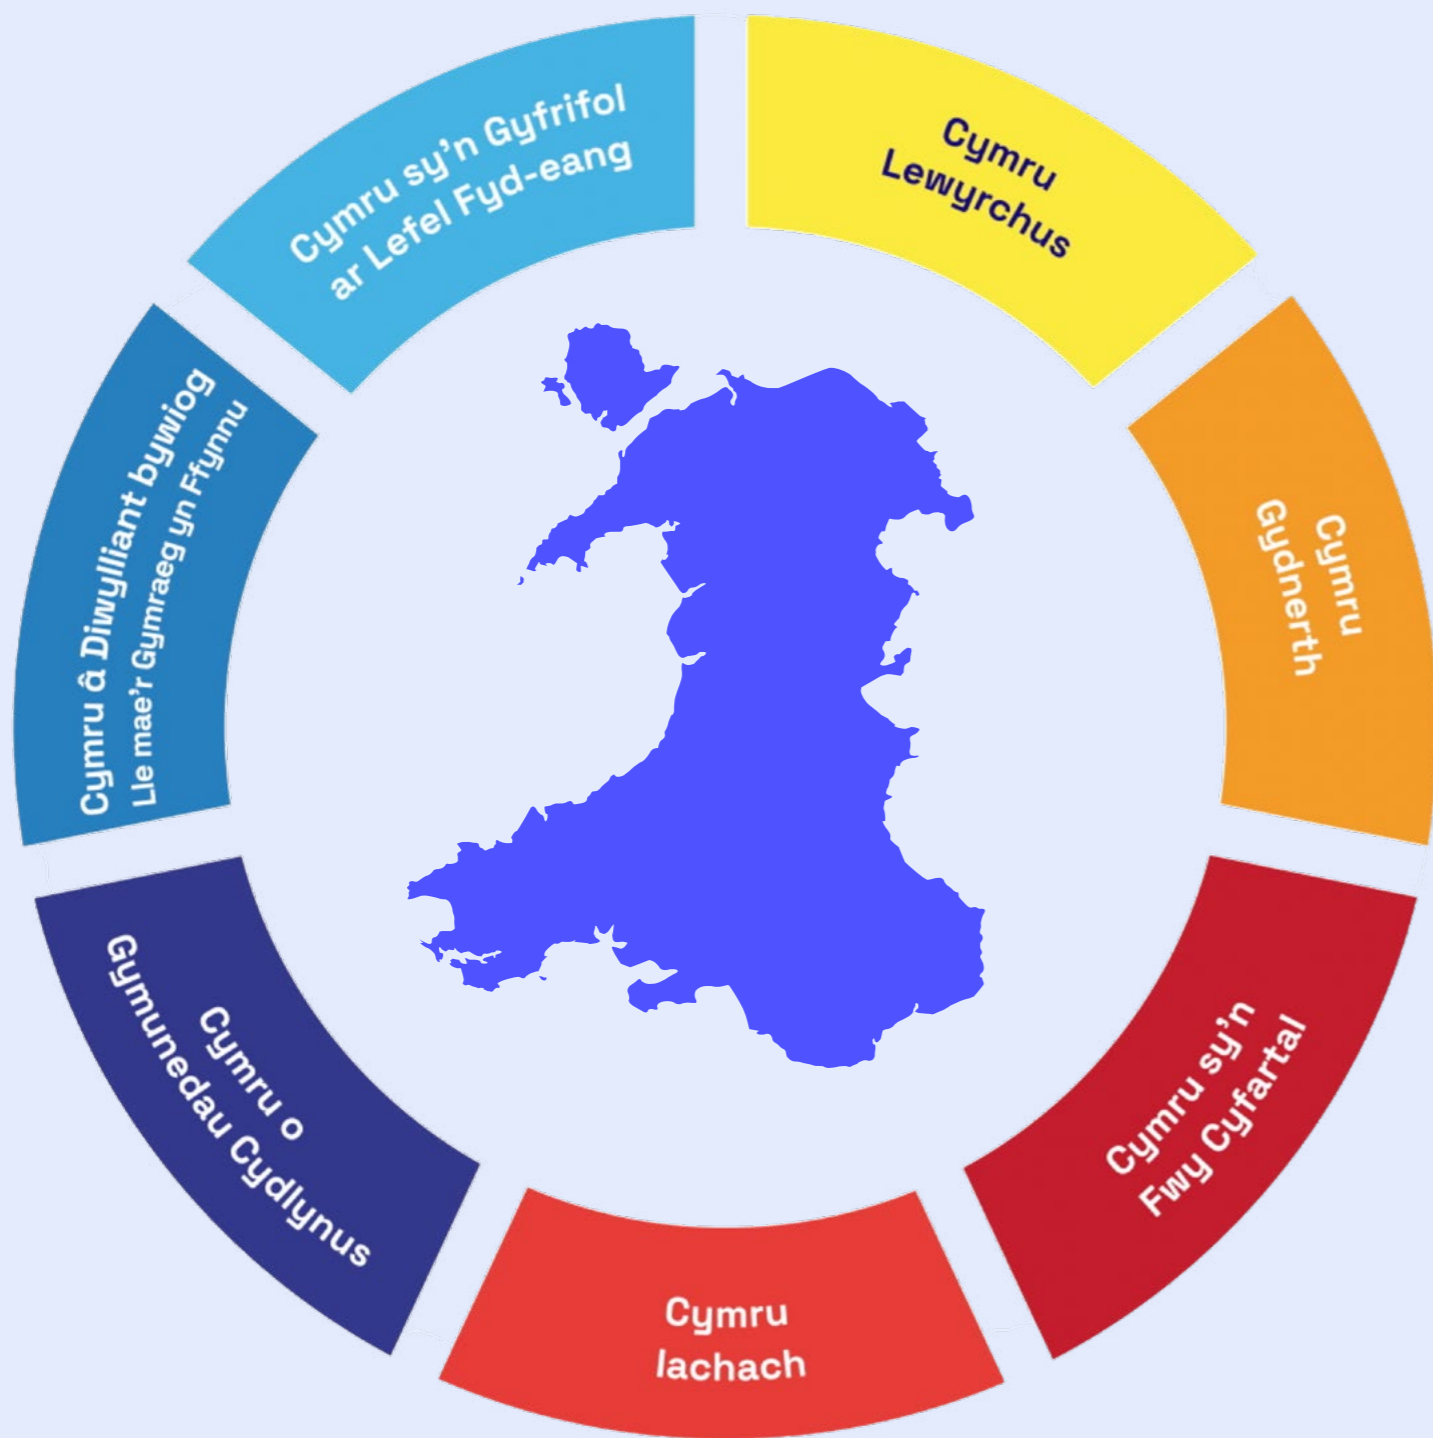 Cymru
Lewyrchus
Cymru
Gydnerth
Cymru sy'n
Fwy Cyfartal
Cymru
Iachach
Cymru o
Gymunedau Cydlynus
Cymru â Diwylliant bywiog
Lle mae'r Gymraeg yn Ffynnu
Cymru sy'n Gyfrifol
ar Lefel Fyd-eang